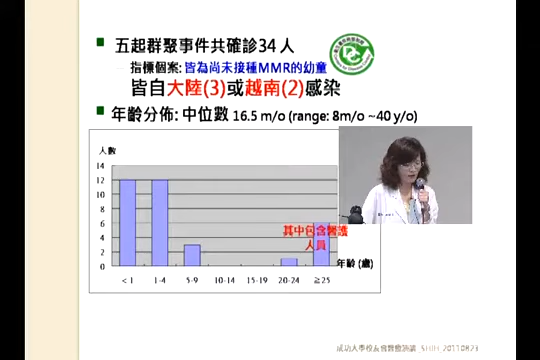 五起群聚事件共確診34 人
指標個案: 皆為尚未接種MMR的幼童
皆自大陸(3)或越南(2)感染
年齡分佈: 中位數 16.5 m/o (range: 8m/o ~40 y/o)
人數
14
12
10
8
6
4
2
0
其中包含醫護
人員
< 1 1-4 5-9 10-14 15-19 20-24 ≧25
年齡 (歲)